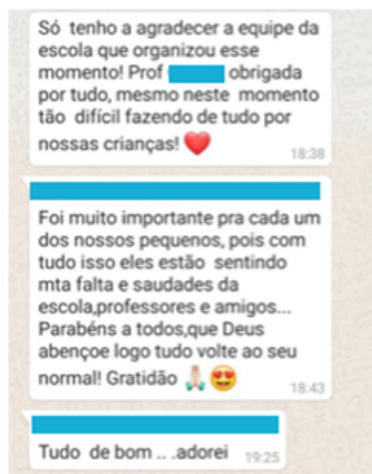 Só tenho a agradecer a equipe da
escola que organizou esse
momento! Prof obrigada
por tudo, mesmo neste momento
tão difícil fazendo de tudo por
nossas crianças! ❤️
18:38
Foi muito importante pra cada um
dos nossos pequenos, pois com
tudo isso eles estão sentindo
mta falta e saudades da
escola,professores e amigos...
Parabéns a todos,que Deus
abençoe logo tudo volte ao seu
normal! Gratidão 🙏🏻😍
18:43
Tudo de bom .. .adorei 19:25